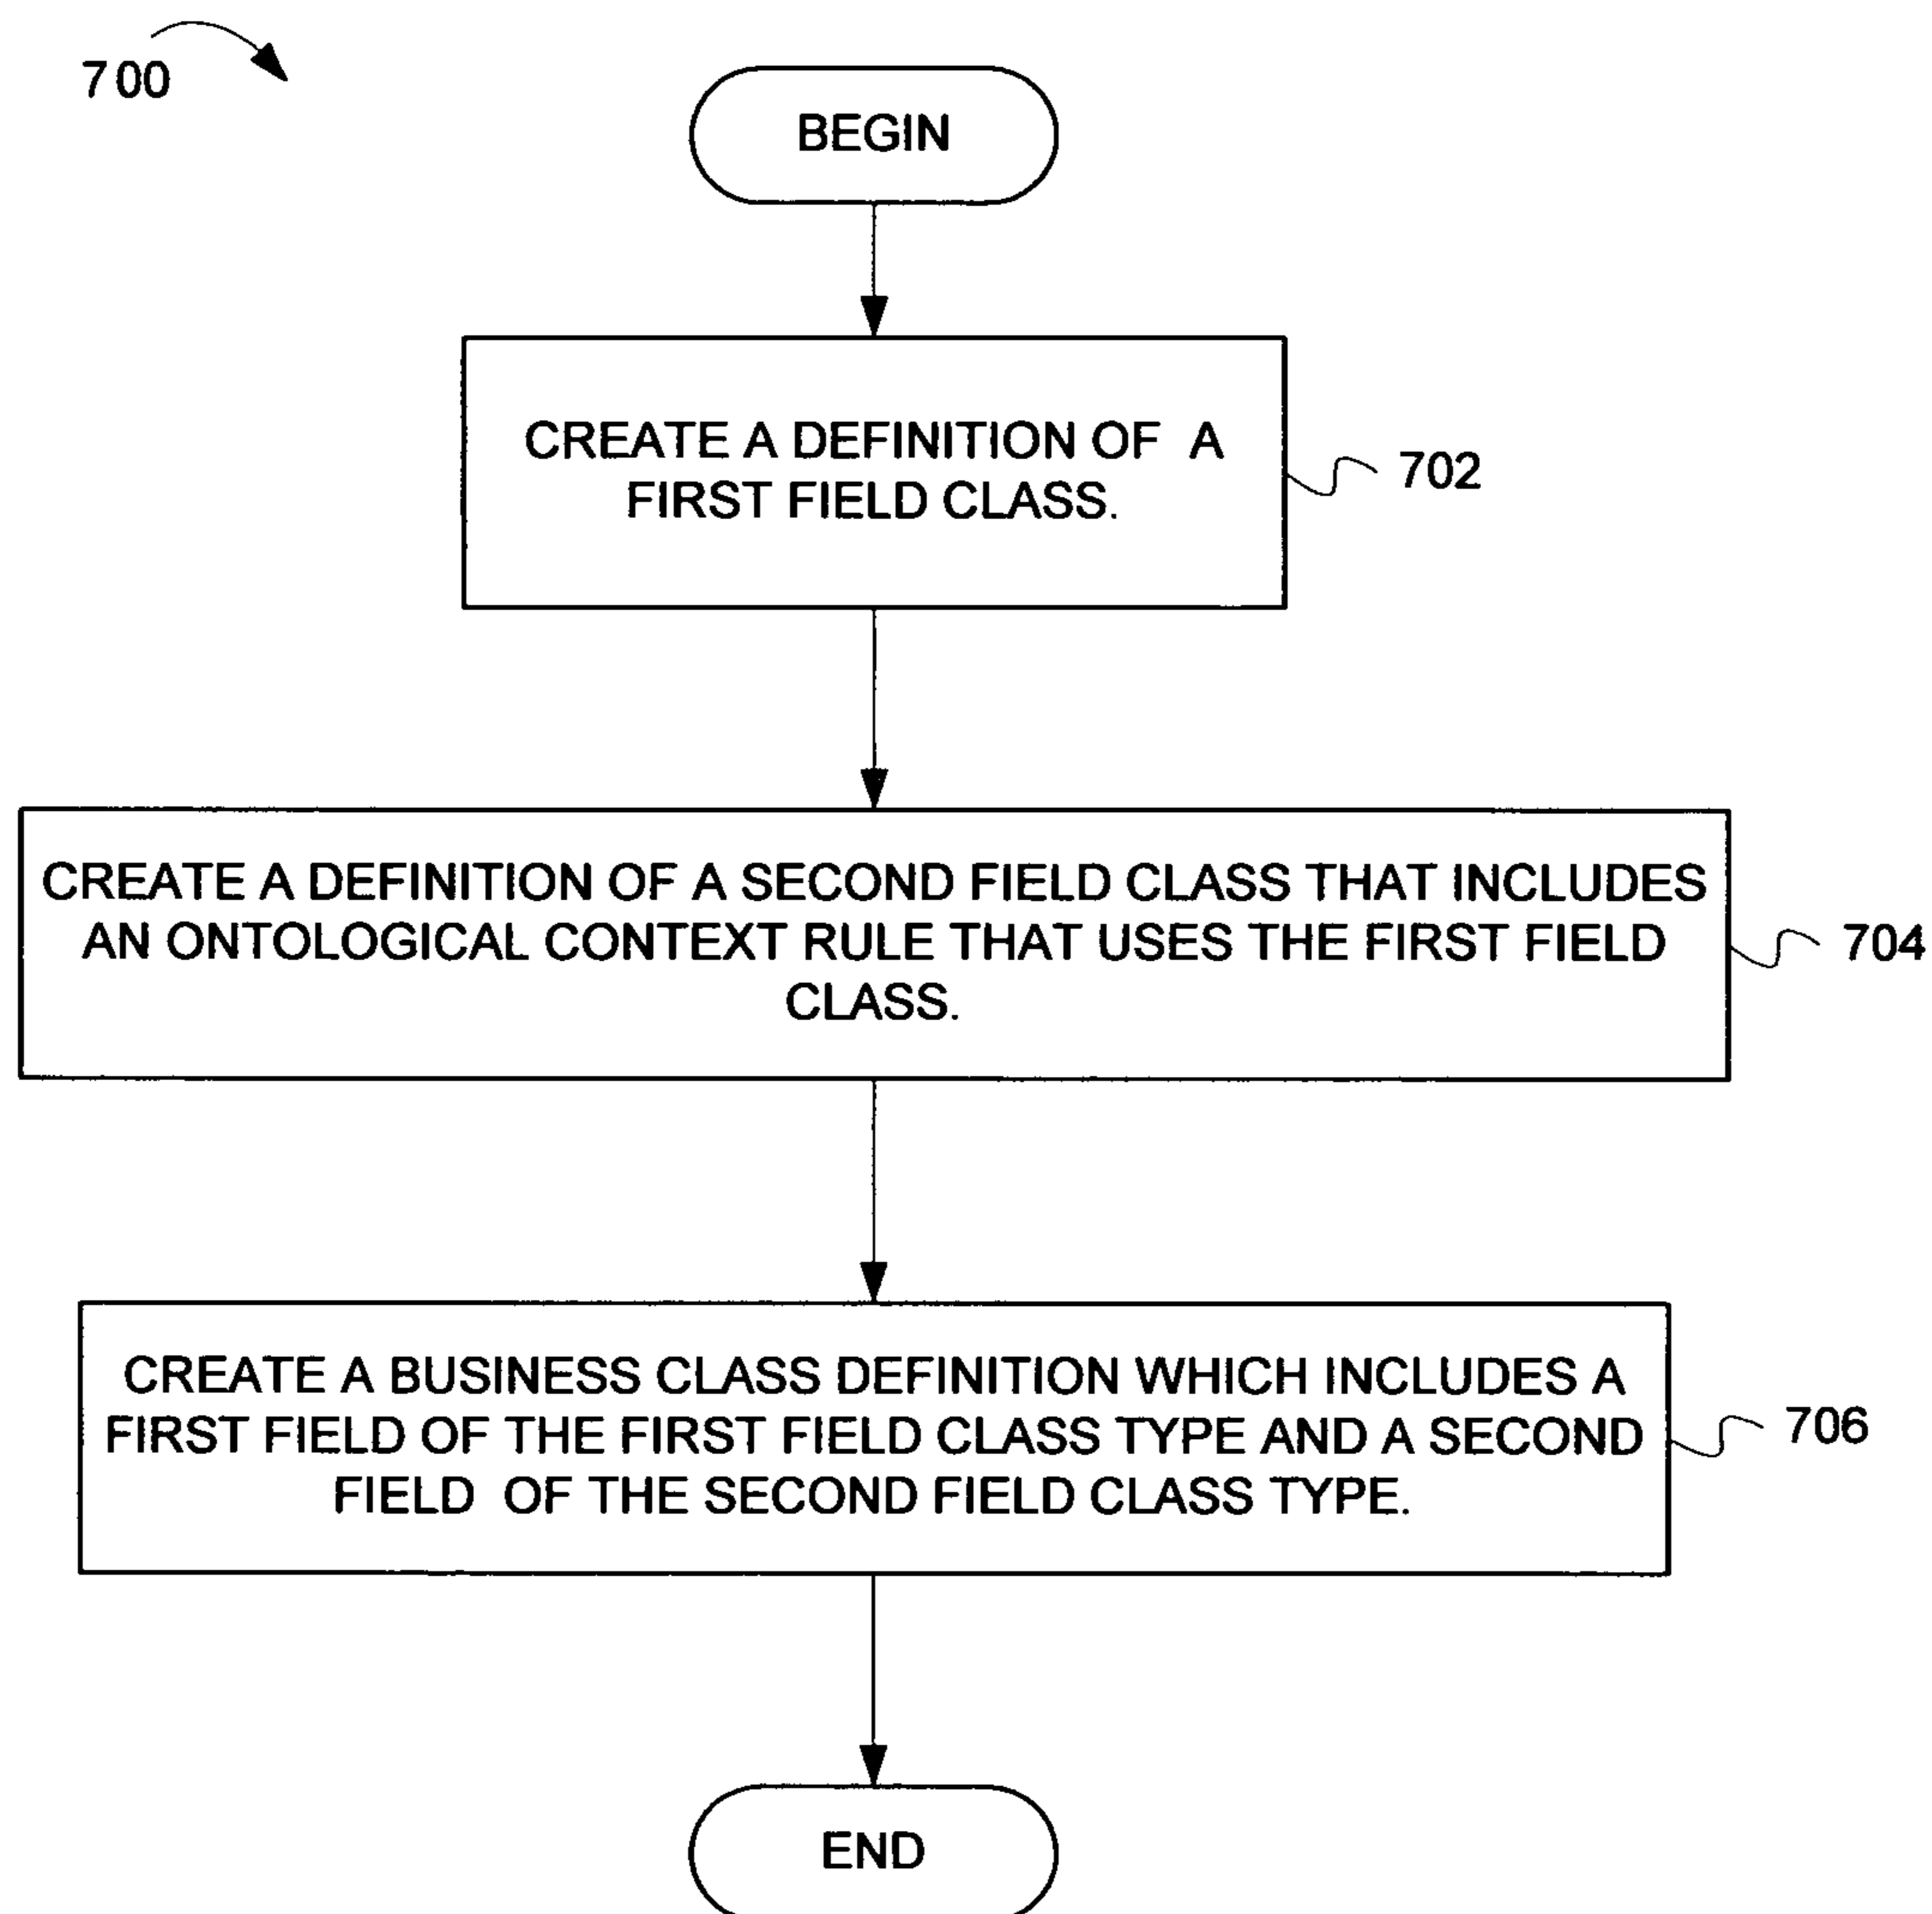 700
BEGIN
CREATE A DEFINITION OF A
FIRST FIELD CLASS.
702
CREATE A DEFINITION OF A SECOND FIELD CLASS THAT INCLUDES
AN ONTOLOGICAL CONTEXT RULE THAT USES THE FIRST FIELD
CLASS.
704
CREATE A BUSINESS CLASS DEFINITION WHICH INCLUDES A
FIRST FIELD OF THE FIRST FIELD CLASS TYPE AND A SECOND
FIELD OF THE SECOND FIELD CLASS TYPE.
706
END